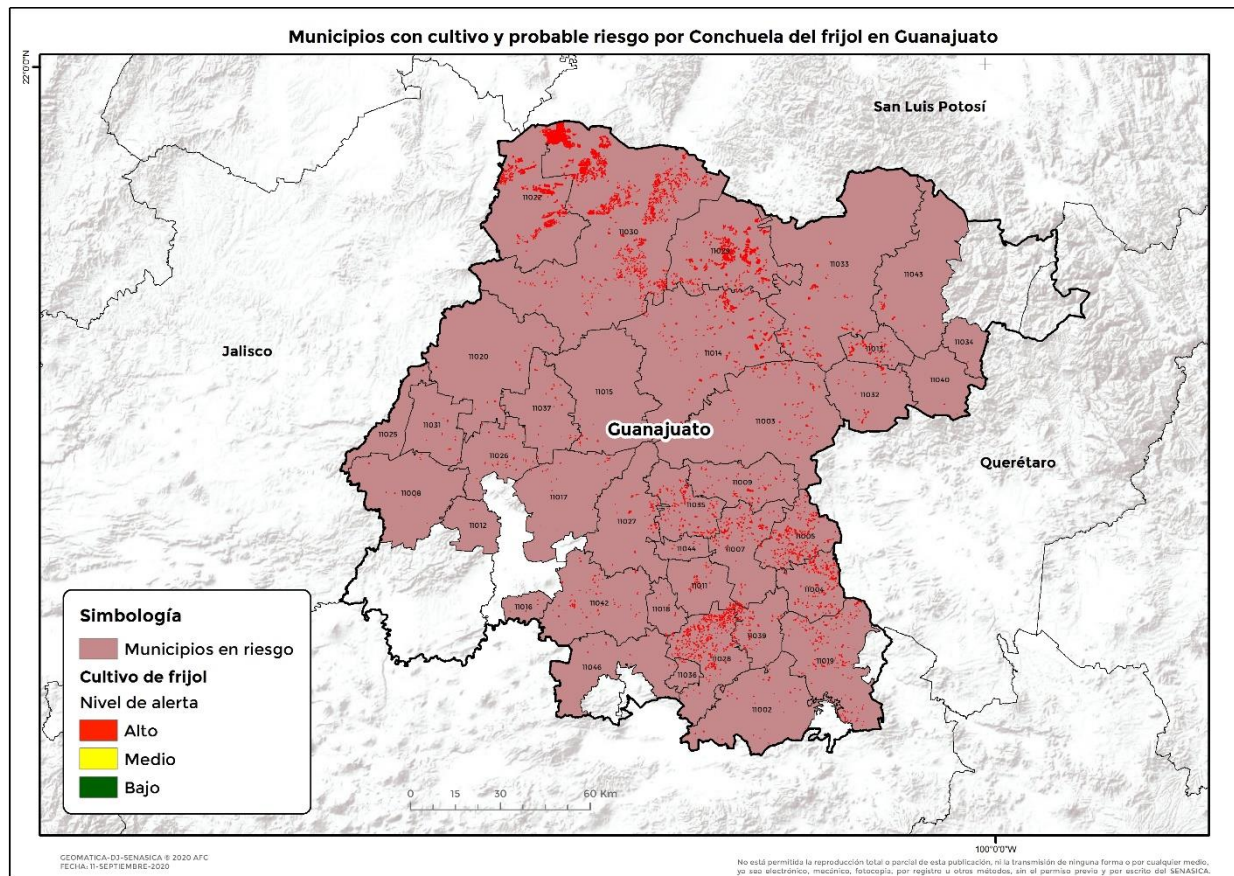 Municipios con cultivo y probable riesgo por Conchuela del frijol en Guanajuato
22°0'0"N
San Luis Potosí
11022
11030
11033
11043
Jalisco
11014
11013
11034
11020
11040
11015
11032
11037
11003
Guanajuato
11025
11031
11026
Querétaro
11009
11008
11017
11035
11012
11027
11005
11044
11007
11011
11004
11016
11042
11018
11039
11028
11019
11046
11036
11002
Simbología
Municipios en riesgo
Cultivo de frijol
Nivel de alerta
Alto
Medio
Bajo
0 15 30 60 Km
100°0'0"W
GEOMATICA-DJ-SENASICA © 2020 AFC
FECHA: 11-SEPTIEMBRE-2020
No está permitida la reproducción total o parcial de esta publicación, ni la transmisión de ninguna forma o por cualquier medio,
ya sea electrónico, mecánico, fotocopia, por registro u otros métodos, sin el permiso previo y por escrito del SENASICA.